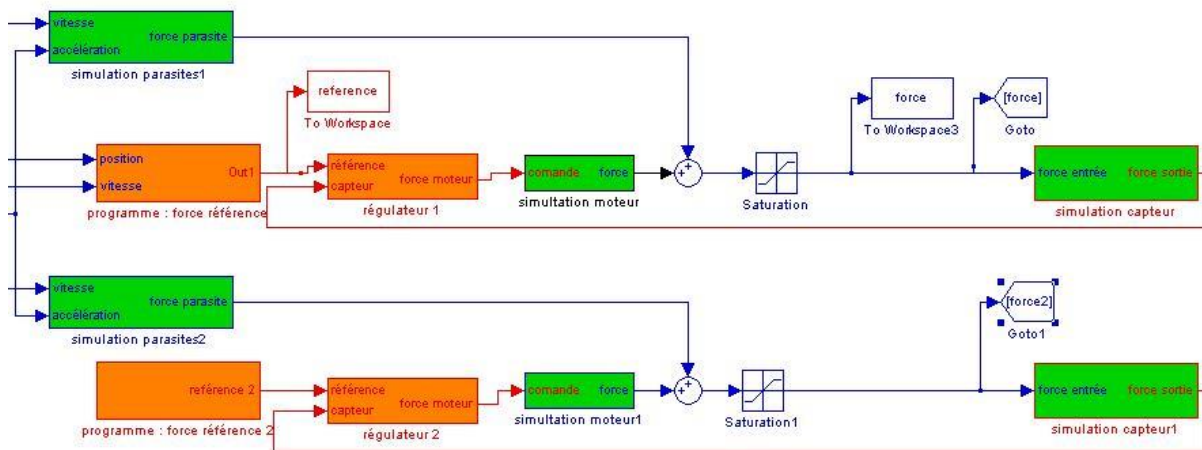 vitesse
force parasite
accélération
simulation parasites1
reference
To Workspace
force
To Workspace3
[force]
Goto
position
Out1
vitesse
programme : force référence
référence
capteur
force moteur
régulateur 1
comande
force
simultation moteur
Saturation
force entrée
force sortie
simulation capteur
vitesse
force parasite
accélération
simulation parasites2
[force2]
Goto1
reférence 2
programme : force référence 2
référence
capteur
force moteur
régulateur 2
comande
force
simultation moteur1
Saturation1
force entrée
force sortie
simulation capteur1